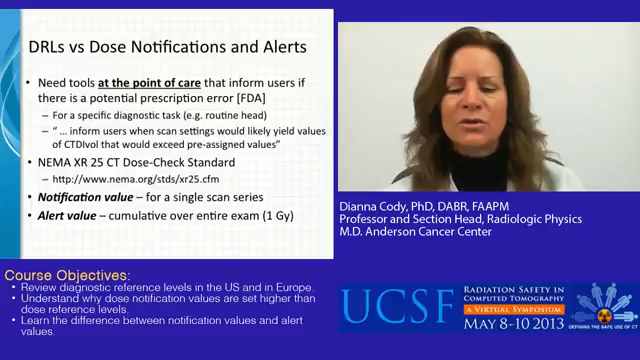 DRLs vs Dose Notifications and Alerts
• Need tools at the point of care that inform users if
there is a potential prescription error [FDA]
– For a specific diagnostic task (e.g. routine head)
– “ … inform users when scan settings would likely yield values
of CTDIvol that would exceed pre-assigned values”
• NEMA XR 25 CT Dose-Check Standard
– http://www.nema.org/stds/xr25.cfm
• Notification value – for a single scan series
• Alert value – cumulative over entire exam (1 Gy)
Dianna Cody, PhD, DABR, FAAPM
Professor and Section Head, Radiologic Physics
M.D. Anderson Cancer Center
Course Objectives:
• Review diagnostic reference levels in the US and in Europe.
• Understand why dose notification values are set higher than
dose reference levels.
• Learn the difference between notification values and alert
values.
UCSF
RADIATION SAFETY IN
COMPUTED TOMOGRAPHY
A VIRTUAL SYMPOSIUM
MAY 8-10 2013
DEFINING THE SAFE USE OF CT